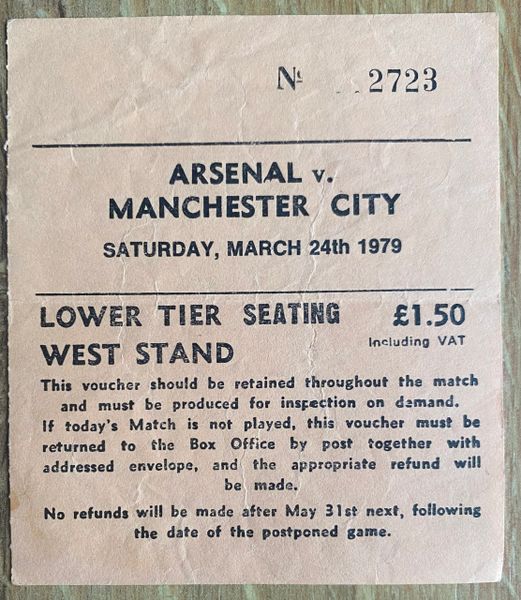 Nº 2723
ARSENAL v.
MANCHESTER CITY
SATURDAY, MARCH 24th 1979
LOWER TIER SEATING £1.50
Including VAT
WEST STAND
This voucher should be retained throughout the match
and must be produced for inspection on demand.
If today's Match is not played, this voucher must be
returned to the Box Office by post together with
addressed envelope, and the appropriate refund will
be made.
No refunds will be made after May 31st next, following
the date of the postponed game.